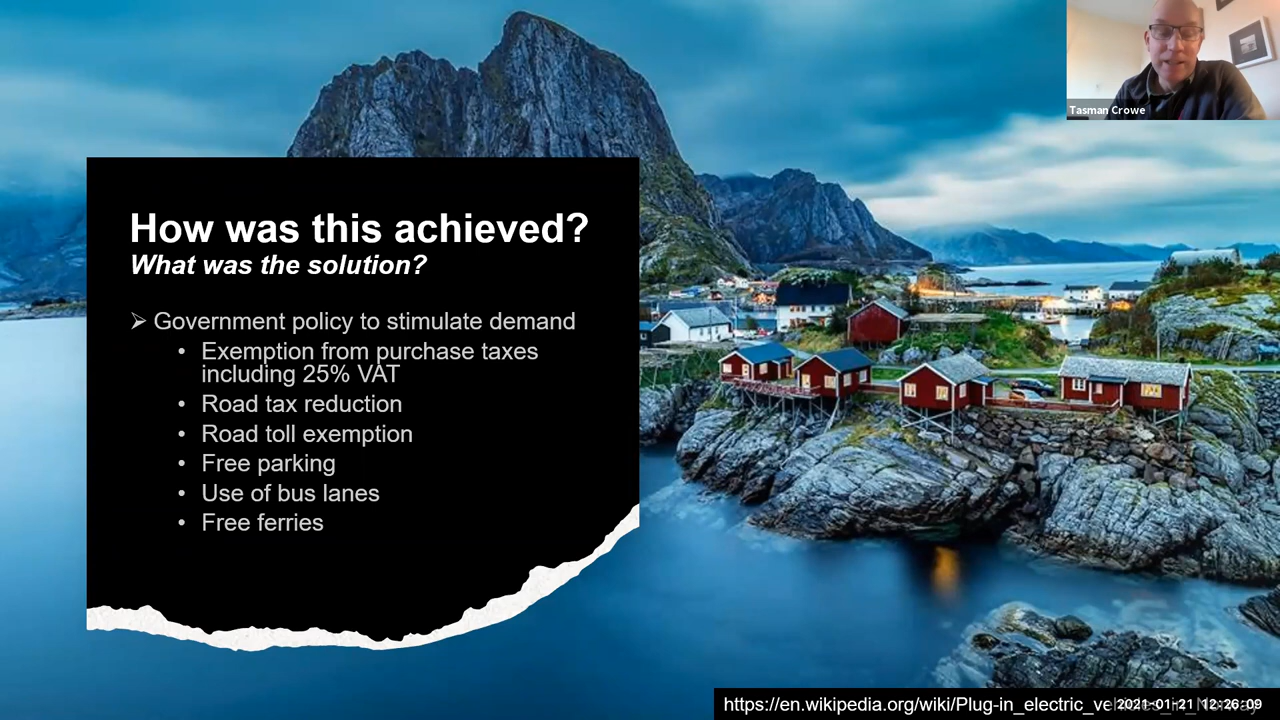 Tasman Crowe
How was this achieved?
What was the solution?
➢ Government policy to stimulate demand
• Exemption from purchase taxes
including 25% VAT
• Road tax reduction
• Road toll exemption
• Free parking
• Use of bus lanes
• Free ferries
https://en.wikipedia.org/wiki/Plug-in_electric_vehicles_in_Norway
2021-01-21 12:26:09